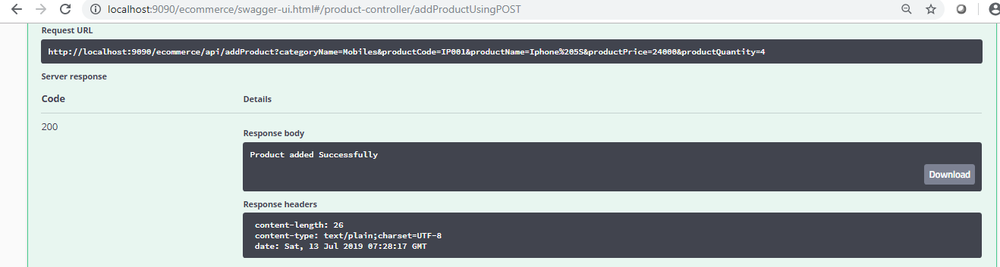 localhost:9090/ecommerce/swagger-ui.html#/product-controller/addProductUsingPOST
Request URL
http://localhost:9090/ecommerce/api/addProduct?categoryName=Mobiles&productCode=IP001&productName=Iphone%205S&productPrice=24000&productQuantity=4
Server response
Code Details
200
Response body
Product added Successfully
Download
Response headers
content-length: 26
content-type: text/plain;charset=UTF-8
date: Sat, 13 Jul 2019 07:28:17 GMT